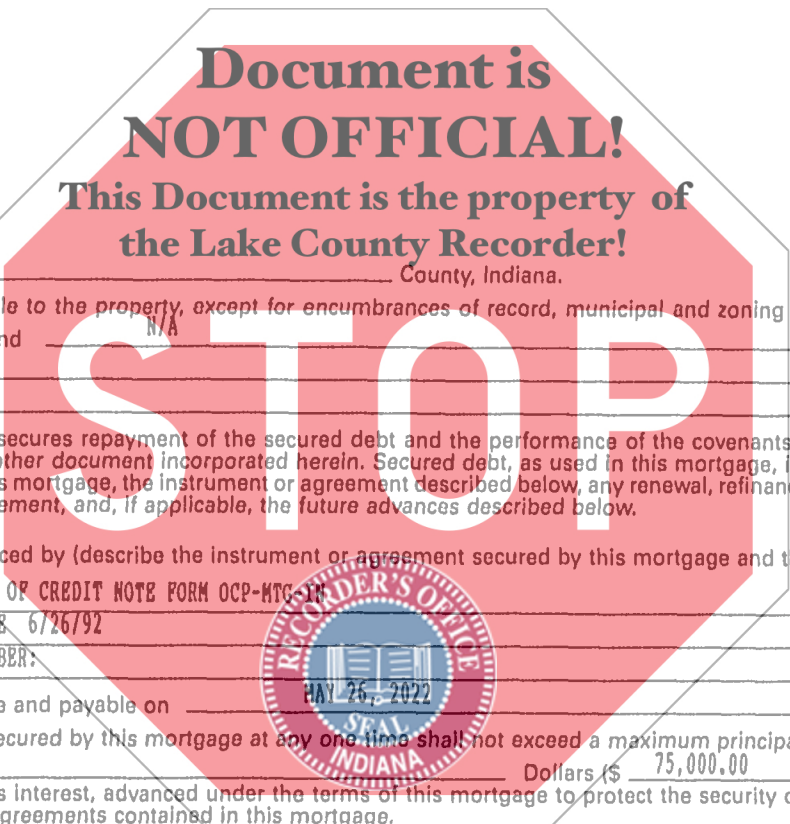 Document is
NOT OFFICIAL!
This Document is the property of
the Lake County Recorder!
County, Indiana.
le to the property, except for encumbrances of record, municipal and zoning
N/A
nd
STOP
secures repayment of the secured debt and the performance of the covenants
ther document incorporated herein. Secured debt, as used in this mortgage, i
s mortgage, the instrument or agreement described below, any renewal, refinan
ement, and, if applicable, the future advances described below.
ced by (describe the instrument or agreement secured by this mortgage and t
OF CREDIT NOTE FORM OCP-MTG-IN
E 6/26/92
BER:
RECORDER'S OFFICE
e and payable on MAY 26, 2022
SEAL
INDIANA
ecured by this mortgage at any one time shall not exceed a maximum principa
Dollars ($ 75,000.00
s interest, advanced under the terms of this mortgage to protect the security o
greements contained in this mortgage.